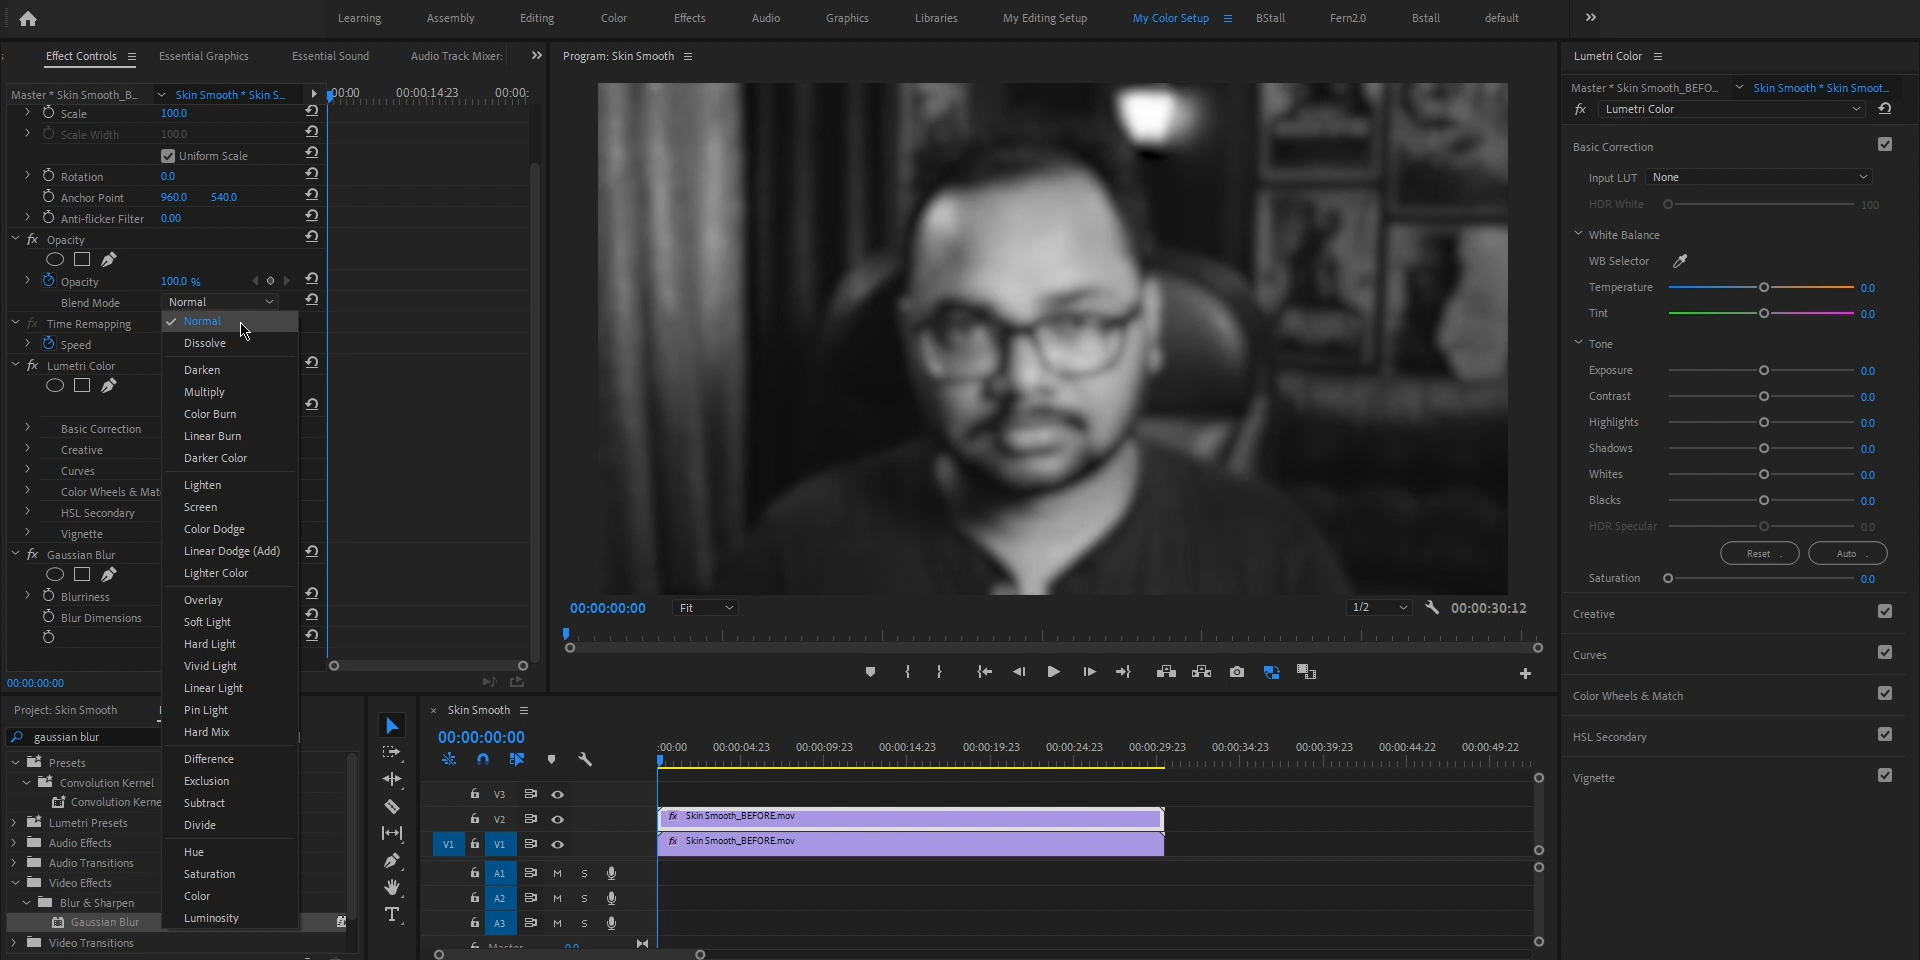 Learning Assembly Editing Color Effects Audio Graphics Libraries My Editing Setup My Color Setup BStall Fern2.0 Bstall default
Effect Controls Essential Graphics Essential Sound Audio Track Mixer:
Master * Skin Smooth_B... Skin Smooth * Skin S...
:00:00 00:00:14:23 00:00:
Scale 100.0
Scale Width 100.0
Uniform Scale
Rotation 0.0
Anchor Point 960.0 540.0
Anti-flicker Filter 0.00
fx Opacity
Opacity 100.0 %
Blend Mode Normal
fx Time Remapping
Speed
fx Lumetri Color
Basic Correction
Creative
Curves
Color Wheels & Mat
HSL Secondary
Vignette
fx Gaussian Blur
Blurriness
Blur Dimensions
00:00:00:00
Normal
Dissolve
Darken
Multiply
Color Burn
Linear Burn
Darker Color
Lighten
Screen
Color Dodge
Linear Dodge (Add)
Lighter Color
Overlay
Soft Light
Hard Light
Vivid Light
Linear Light
Pin Light
Hard Mix
Difference
Exclusion
Subtract
Divide
Hue
Saturation
Color
Luminosity
Program: Skin Smooth
00:00:00:00 Fit 1/2 00:00:30:12
Lumetri Color
Master * Skin Smooth_BEFO... Skin Smooth * Skin Smoot...
fx Lumetri Color
Basic Correction
Input LUT None
HDR White 100
White Balance
WB Selector
Temperature 0.0
Tint 0.0
Tone
Exposure 0.0
Contrast 0.0
Highlights 0.0
Shadows 0.0
Whites 0.0
Blacks 0.0
HDR Specular 0.0
Reset Auto
Saturation 0.0
Creative
Curves
Color Wheels & Match
HSL Secondary
Vignette
Project: Skin Smooth
gaussian blur
Presets
Convolution Kernel
Convolution Kerne
Lumetri Presets
Audio Effects
Audio Transitions
Video Effects
Blur & Sharpen
Gaussian Blur
Video Transitions
× Skin Smooth
00:00:00:00
:00:00 00:00:04:23 00:00:09:23 00:00:14:23 00:00:19:23 00:00:24:23 00:00:29:23 00:00:34:23 00:00:39:23 00:00:44:22 00:00:49:22
V3
V2 fx Skin Smooth_BEFORE.mov
V1 V1 fx Skin Smooth_BEFORE.mov
A1 M S
A2 M S
A3 M S
Master 0.0